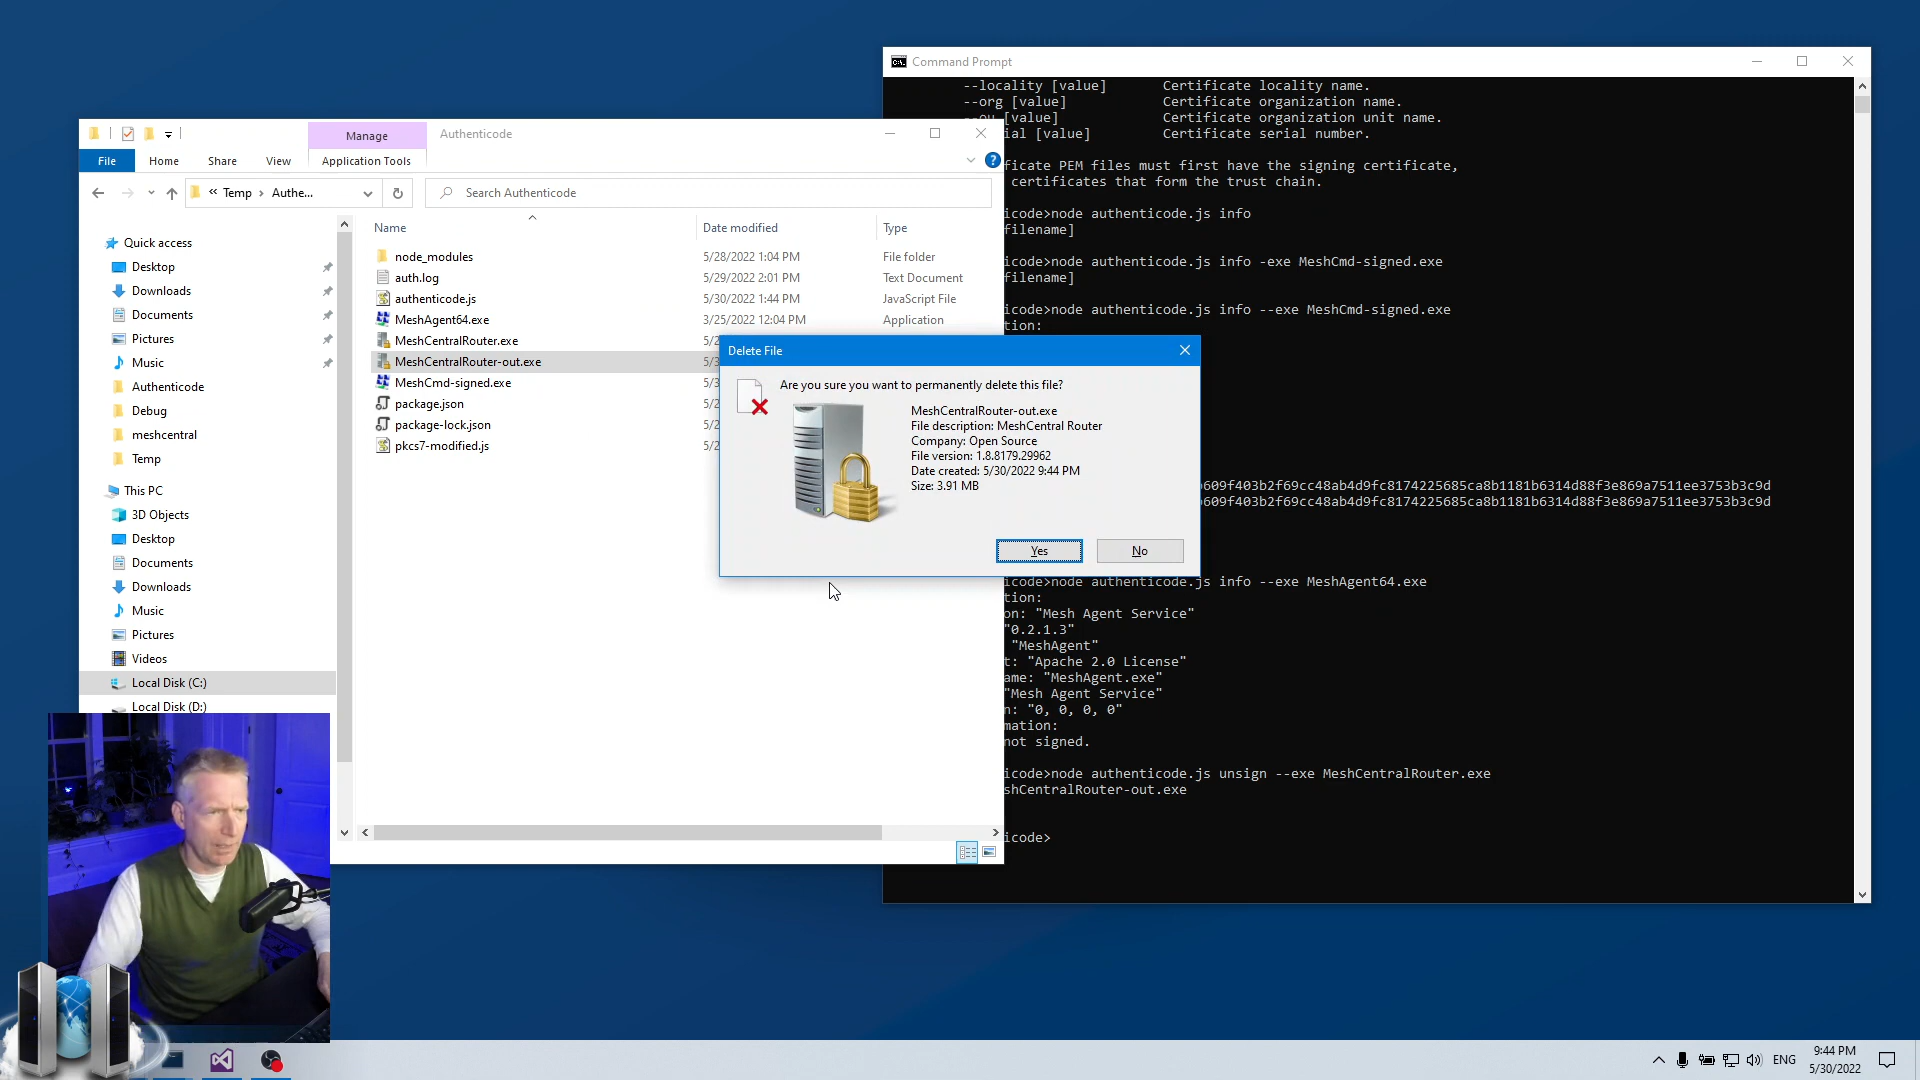 Manage
Authenticode
File
Home
Share
View
Application Tools
Temp
Authe...
Search Authenticode
Quick access
Desktop
Downloads
Documents
Pictures
Music
Authenticode
Debug
meshcentral
Temp
This PC
3D Objects
Desktop
Documents
Downloads
Music
Pictures
Videos
Local Disk (C:)
Local Disk (D:)
Name
Date modified
Type
node_modules
5/28/2022 1:04 PM
File folder
auth.log
5/29/2022 2:01 PM
Text Document
authenticode.js
5/30/2022 1:44 PM
JavaScript File
MeshAgent64.exe
3/25/2022 12:04 PM
Application
MeshCentralRouter.exe
5/2
MeshCentralRouter-out.exe
5/3
MeshCmd-signed.exe
5/3
package.json
5/2
package-lock.json
5/2
pkcs7-modified.js
5/2
Delete File
Are you sure you want to permanently delete this file?
MeshCentralRouter-out.exe
File description: MeshCentral Router
Company: Open Source
File version: 1.8.8179.29962
Date created: 5/30/2022 9:44 PM
Size: 3.91 MB
Yes
No
Command Prompt
--locality [value] Certificate locality name.
--org [value] Certificate organization name.
[value] Certificate organization unit name.
ial [value] Certificate serial number.
ficate PEM files must first have the signing certificate,
certificates that form the trust chain.
icode>node authenticode.js info
filename]
icode>node authenticode.js info -exe MeshCmd-signed.exe
filename]
icode>node authenticode.js info --exe MeshCmd-signed.exe
tion:
609f403b2f69cc48ab4d9fc8174225685ca8b1181b6314d88f3e869a7511ee3753b3c9d
609f403b2f69cc48ab4d9fc8174225685ca8b1181b6314d88f3e869a7511ee3753b3c9d
icode>node authenticode.js info --exe MeshAgent64.exe
tion:
on: "Mesh Agent Service"
"0.2.1.3"
"MeshAgent"
t: "Apache 2.0 License"
ame: "MeshAgent.exe"
"Mesh Agent Service"
n: "0, 0, 0, 0"
mation:
not signed.
icode>node authenticode.js unsign --exe MeshCentralRouter.exe
shCentralRouter-out.exe
icode>
ENG
9:44 PM
5/30/2022